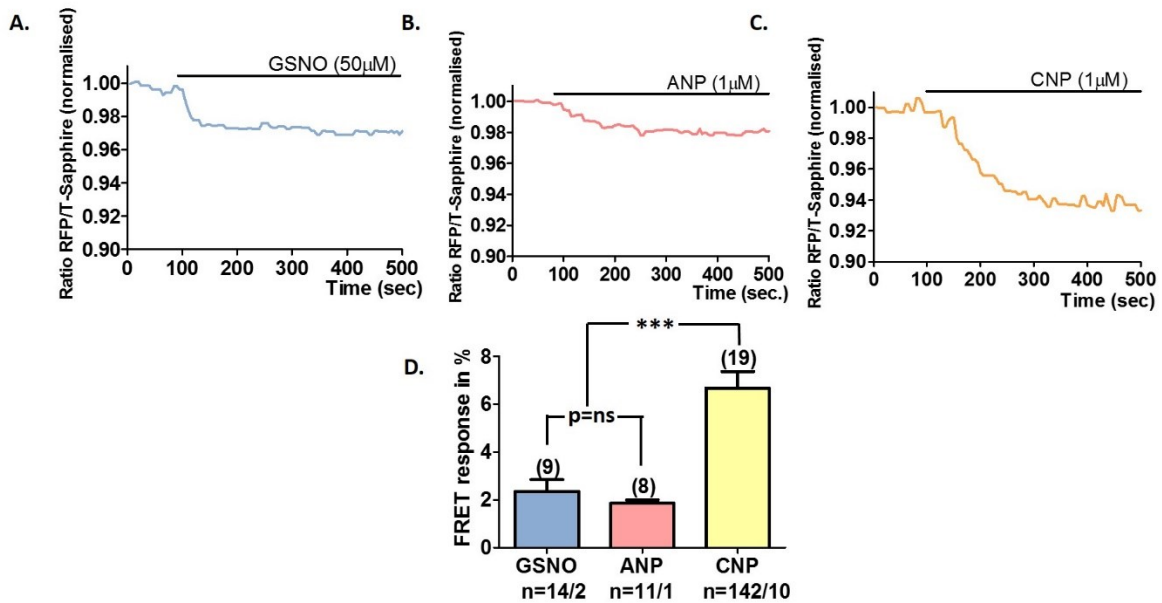 A.
Ratio RFP/T-Sapphire (normalised)
GSNO (50μM)
1.00
0.98
0.96
0.94
0.92
0.90
0 100 200 300 400 500
Time (sec)
B.
Ratio RFP/T-Sapphire (normalised)
ANP (1μM)
1.00
0.98
0.96
0.94
0.92
0.90
0 100 200 300 400 500
Time (sec.)
C.
Ratio RFP/T-Sapphire (normalised)
CNP (1μM)
1.00
0.98
0.96
0.94
0.92
0.90
0 100 200 300 400 500
Time (sec)
D.
FRET response in %
8
6
4
2
0
***
p=ns
(9)
(8)
(19)
GSNO ANP CNP
n=14/2 n=11/1 n=142/10